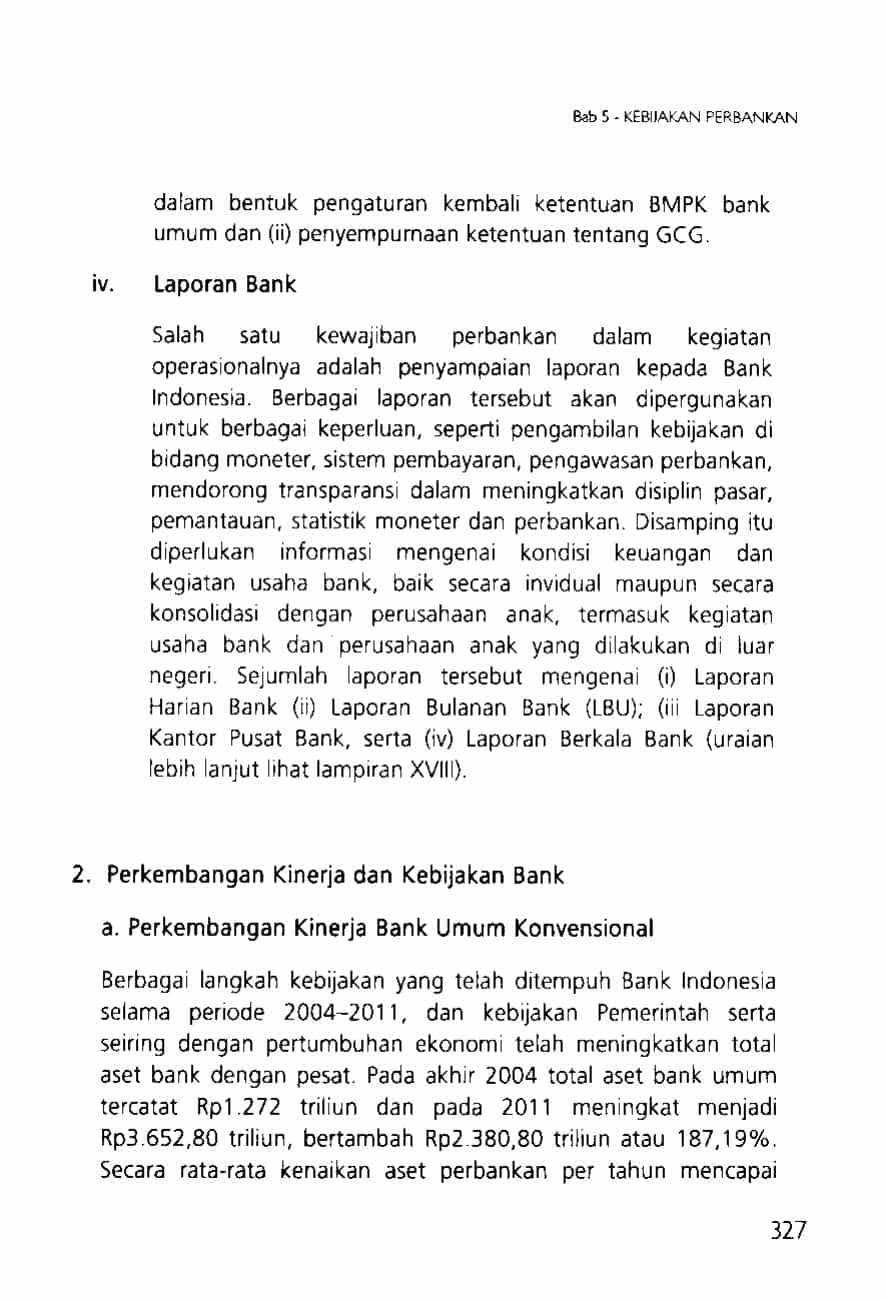 Bab 5 - KEBIJAKAN PERBANKAN
dalam bentuk pengaturan kembali ketentuan BMPK bank
umum dan (ii) penyempurnaan ketentuan tentang GCG.
iv. Laporan Bank
Salah satu kewajiban perbankan dalam kegiatan
operasionalnya adalah penyampaian laporan kepada Bank
Indonesia. Berbagai laporan tersebut akan dipergunakan
untuk berbagai keperluan, seperti pengambilan kebijakan di
bidang moneter, sistem pembayaran, pengawasan perbankan,
mendorong transparansi dalam meningkatkan disiplin pasar,
pemantauan, statistik moneter dan perbankan. Disamping itu
diperlukan informasi mengenai kondisi keuangan dan
kegiatan usaha bank, baik secara invidual maupun secara
konsolidasi dengan perusahaan anak, termasuk kegiatan
usaha bank dan perusahaan anak yang dilakukan di luar
negeri. Sejumlah laporan tersebut mengenai (i) Laporan
Harian Bank (ii) Laporan Bulanan Bank (LBU); (iii Laporan
Kantor Pusat Bank, serta (iv) Laporan Berkala Bank (uraian
lebih lanjut lihat lampiran XVIII).
2. Perkembangan Kinerja dan Kebijakan Bank
a. Perkembangan Kinerja Bank Umum Konvensional
Berbagai langkah kebijakan yang telah ditempuh Bank Indonesia
selama periode 2004–2011, dan kebijakan Pemerintah serta
seiring dengan pertumbuhan ekonomi telah meningkatkan total
aset bank dengan pesat. Pada akhir 2004 total aset bank umum
tercatat Rp1.272 triliun dan pada 2011 meningkat menjadi
Rp3.652,80 triliun, bertambah Rp2.380,80 triliun atau 187,19%.
Secara rata-rata kenaikan aset perbankan per tahun mencapai
327